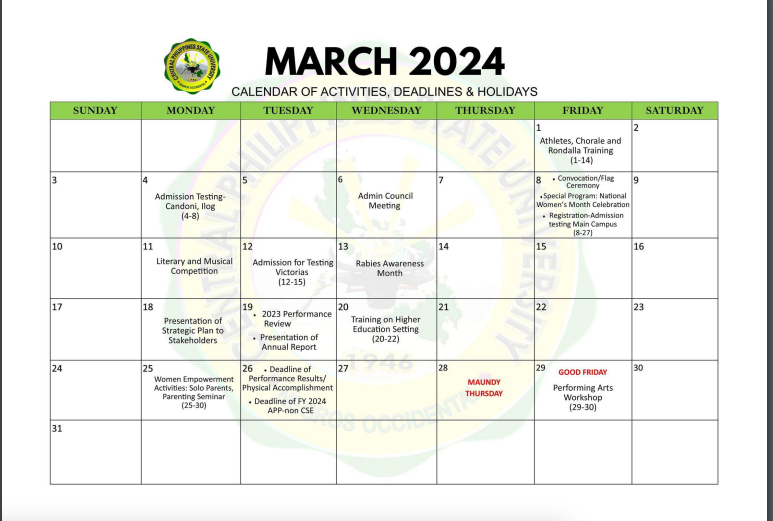 CENTRAL PHILIPPINES STATE UNIVERSITY
MARCH 2024
CALENDAR OF ACTIVITIES, DEADLINES & HOLIDAYS
SUNDAY MONDAY TUESDAY WEDNESDAY THURSDAY FRIDAY SATURDAY
1
Athletes, Chorale and
Rondalla Training
(1-14)
2
3
4
Admission Testing-
Candoni, Ilog
(4-8)
5
6
Admin Council
Meeting
7
8 • Convocation/Flag
Ceremony
•Special Program: National
Women's Month Celebration
• Registration-Admission
testing Main Campus
(8-27)
9
10
11
Literary and Musical
Competition
12
Admission for Testing
Victorias
(12-15)
13
Rabies Awareness
Month
14
15
16
17
18
Presentation of
Strategic Plan to
Stakeholders
19
• 2023 Performance
Review
• Presentation of
Annual Report
20
Training on Higher
Education Setting
(20-22)
21
22
23
24
25
Women Empowerment
Activities: Solo Parents,
Parenting Seminar
(25-30)
26 • Deadline of
Performance Results/
Physical Accomplishment
• Deadline of FY 2024
APP-non CSE
27
28
MAUNDY
THURSDAY
29
GOOD FRIDAY
Performing Arts
Workshop
(29-30)
30
31
1946